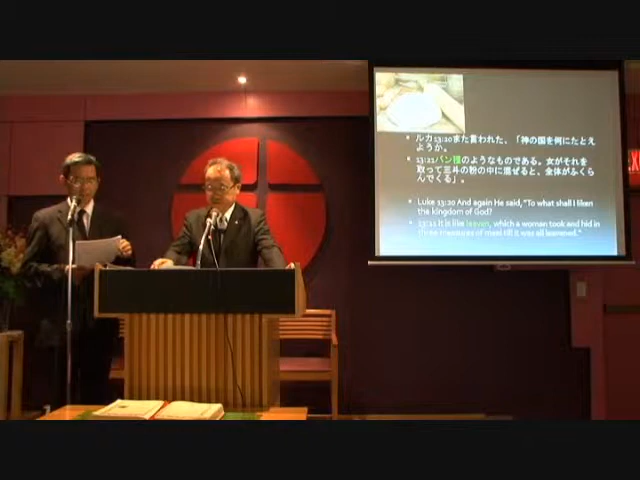 ルカ13:20また言われた、「神の国を何にたとえ
ようか。
13:21パン種のようなものである。女がそれを
取って三斗の粉の中に混ぜると、全体がふくら
んでくる」。
Luke 13:20 And again He said, "To what shall I liken
the kingdom of God?
13:21 It is like leaven, which a woman took and hid in
three measures of meal till it was all leavened."